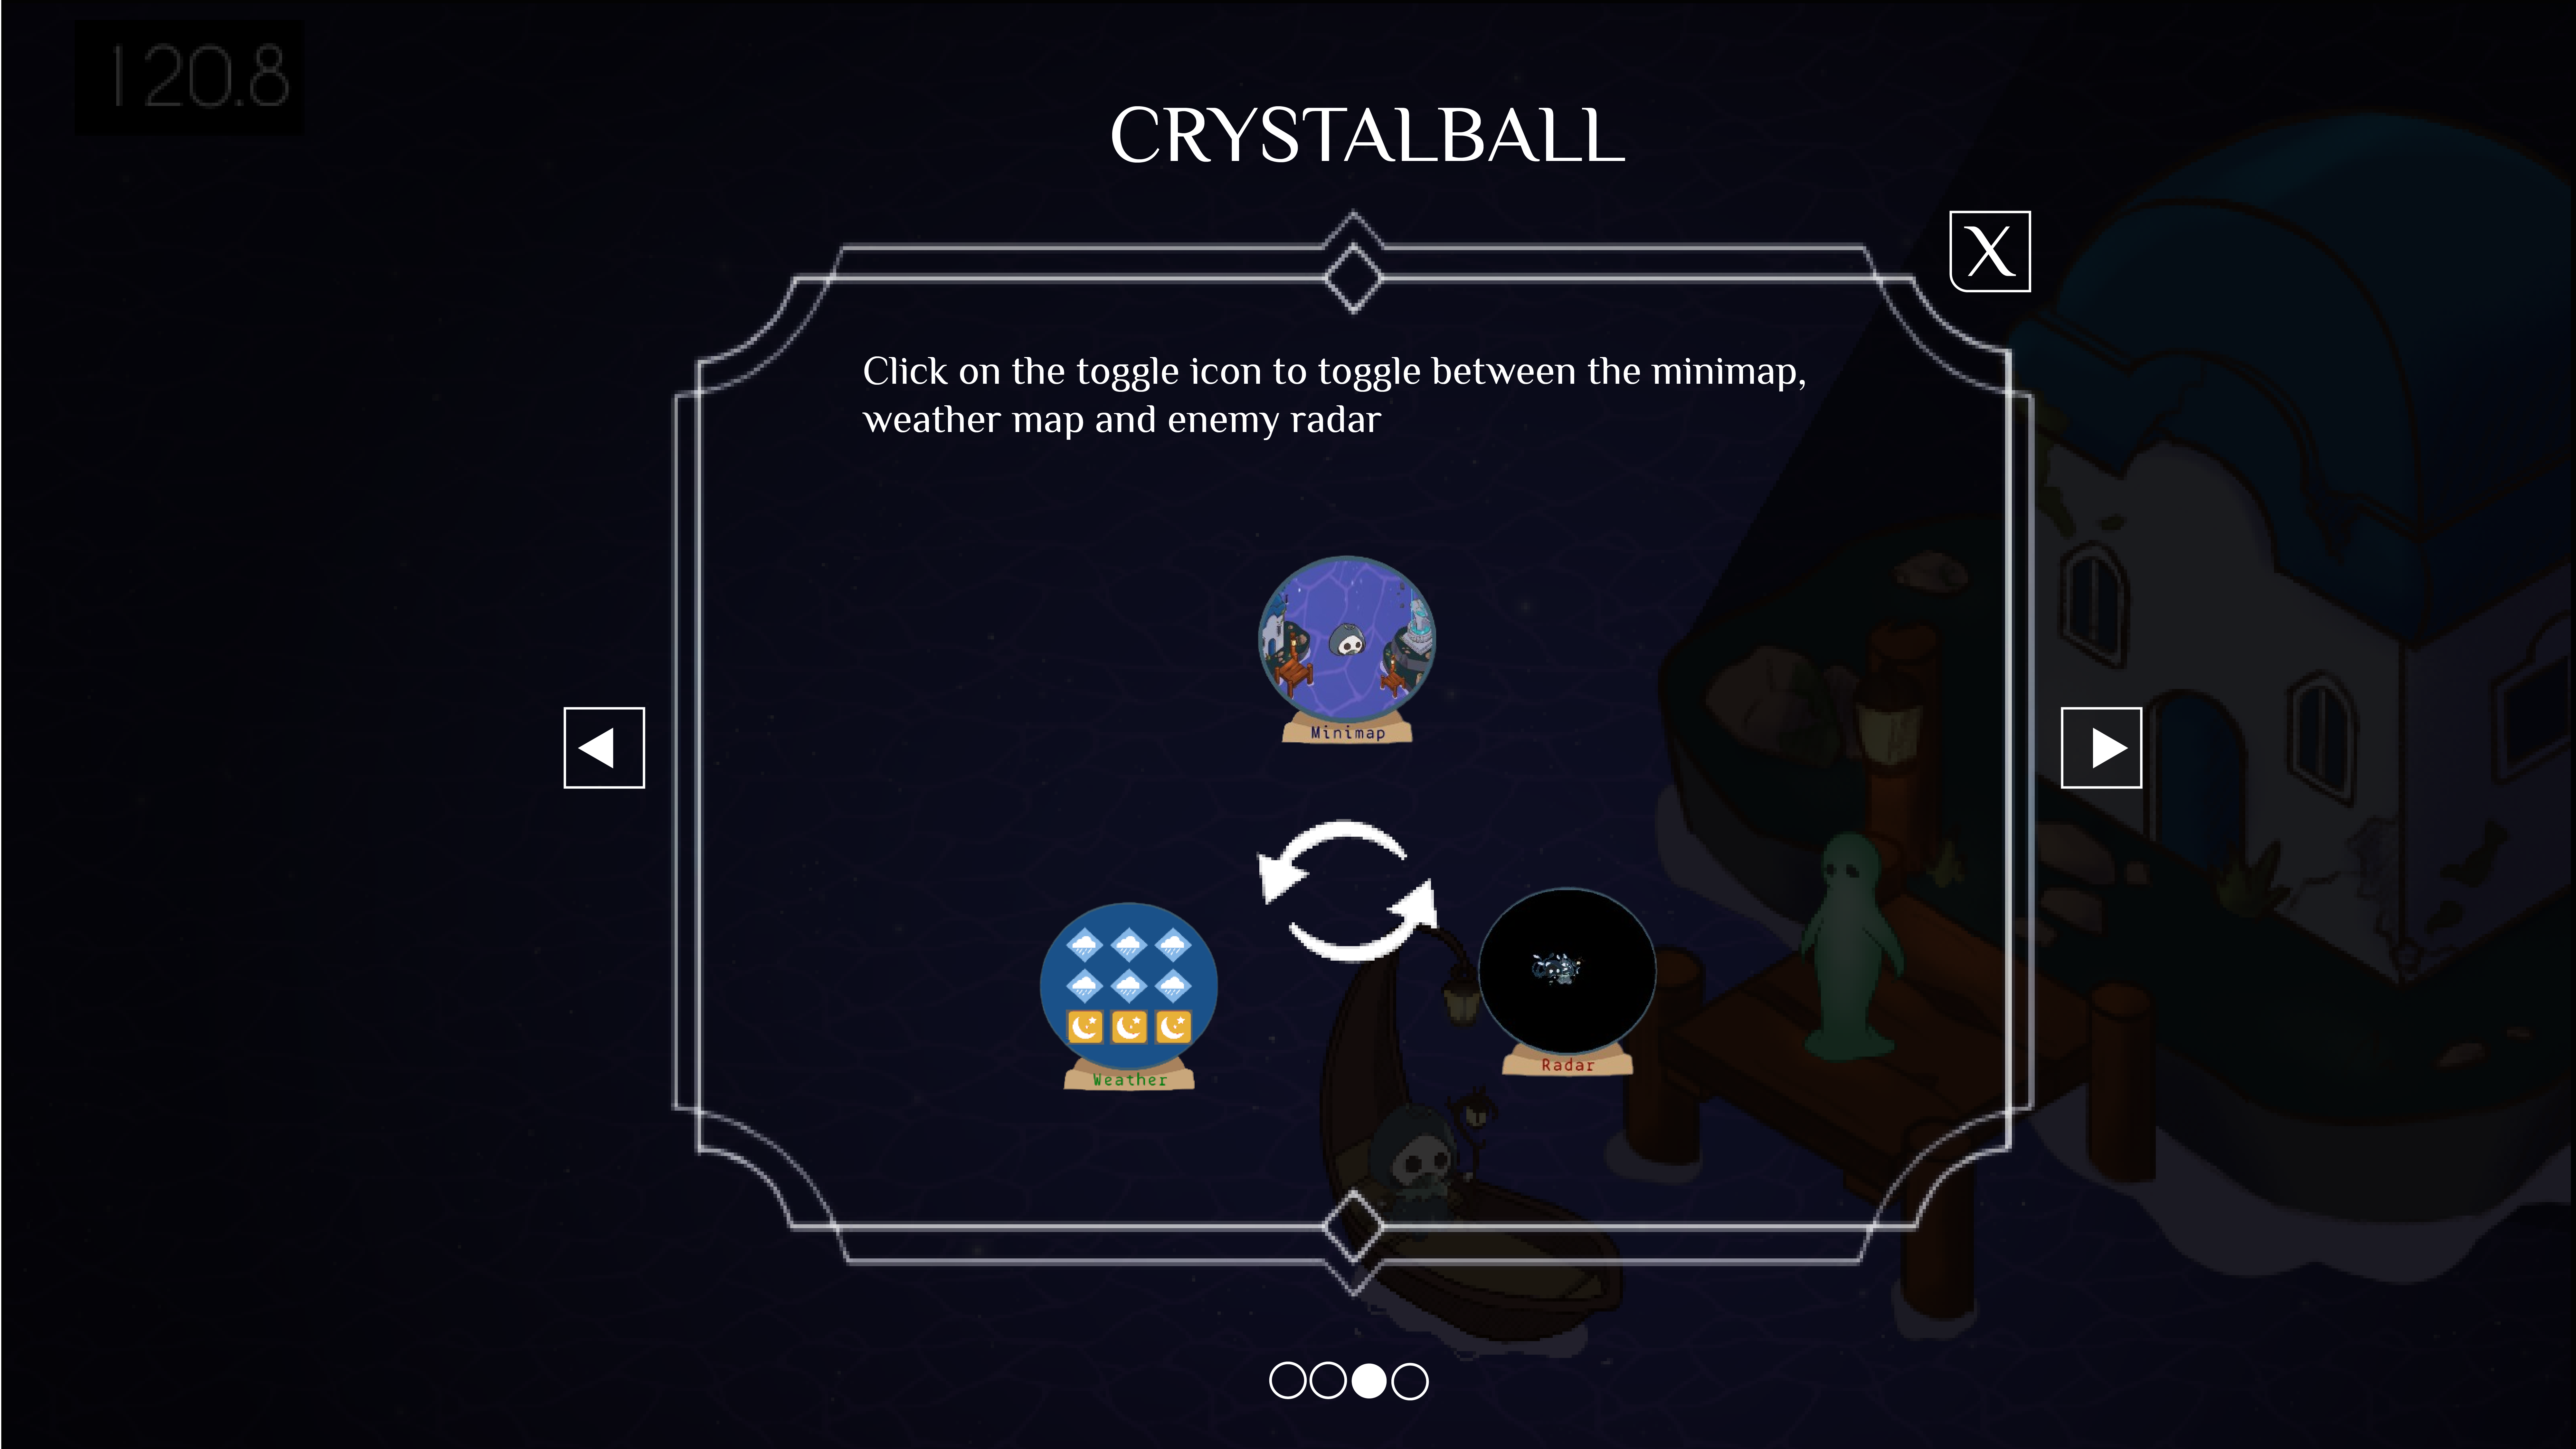 120.8
CRYSTALBALL
X
Click on the toggle icon to toggle between the minimap,
weather map and enemy radar
Minimap
Weather
Radar